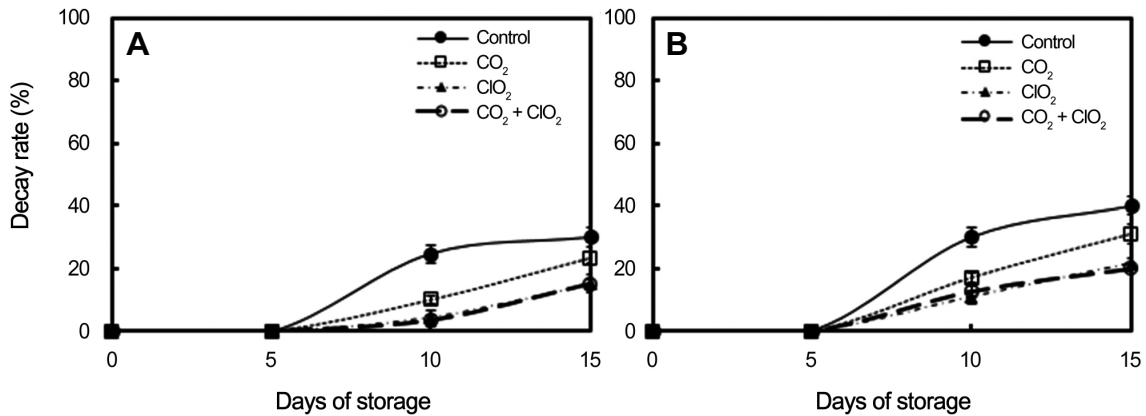 Decay rate (%)
100
80
60
40
20
0
A
Control
CO₂
ClO₂
CO₂ + ClO₂
0 5 10 15
Days of storage
100
80
60
40
20
0
B
Control
CO₂
ClO₂
CO₂ + ClO₂
0 5 10 15
Days of storage